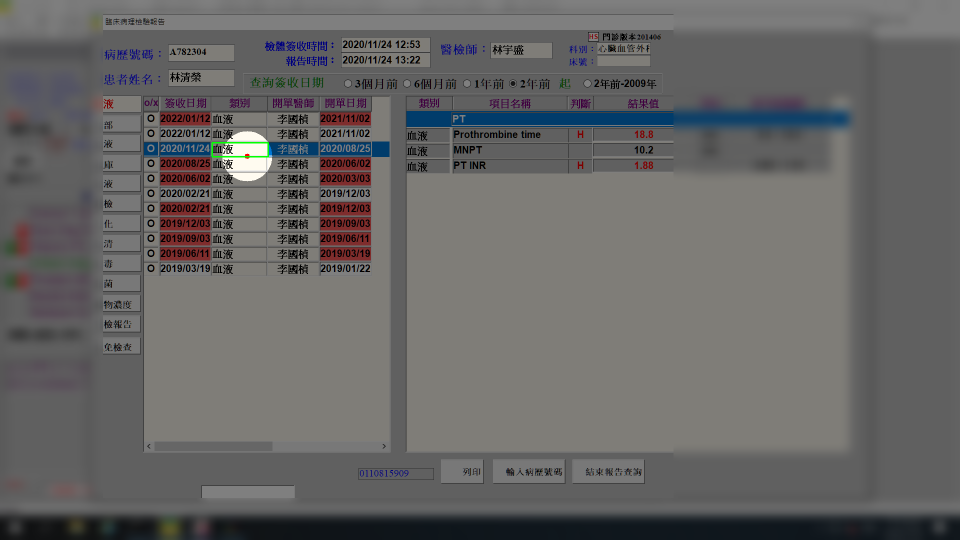 臨床病理檢驗報告
HS 門診版本201406
病歷號碼： A782304 檢體簽收時間： 2020/11/24 12:53 醫檢師： 林宇盛 科別： 心臟血管外科
報告時間： 2020/11/24 13:22 床號：
患者姓名： 林清榮 查詢簽收日期 3個月前 6個月前 1年前 2年前 起 2年前-2009年
液
部
液
庫
液
檢
化
清
毒
菌
物濃度
檢報告
免檢查
o/x 簽收日期 類別 開單醫師 開單日期
O 2022/01/12 血液 李國楨 2021/11/02
O 2022/01/12 血液 李國楨 2021/11/02
O 2020/11/24 血液 李國楨 2020/08/25
O 2020/08/25 血液 李國楨 2020/06/02
O 2020/06/02 血液 李國楨 2020/03/03
O 2020/02/21 血液 李國楨 2019/12/03
O 2020/02/21 血液 李國楨 2019/12/03
O 2019/12/03 血液 李國楨 2019/09/03
O 2019/09/03 血液 李國楨 2019/06/11
O 2019/06/11 血液 李國楨 2019/03/19
O 2019/03/19 血液 李國楨 2019/01/22
類別 項目名稱 判斷 結果值
PT
血液 Prothrombine time H 18.8
血液 MNPT 10.2
血液 PT INR H 1.88
0110815909 列印 輸入病歷號碼 結束報告查詢